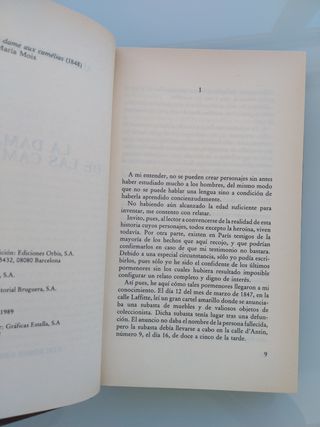 dame aux camélias (1848)
María Moix
LA DAMA
DE LAS CAM
ición: Ediciones Orbis, S.A.
5-432, 08080 Barcelona
S.A.
torial Bruguera, S.A.
1989
r: Gráficas Estella, S.A.
I
A mi entender, no se pueden crear personajes sin antes
haber estudiado mucho a los hombres, del mismo modo
que no se puede hablar una lengua sino a condición de
haberla aprendido concienzudamente.
No habiendo aún alcanzado la edad suficiente para
inventar, me contento con relatar.
Invito, pues, al lector a convencerse de la realidad de esta
historia cuyos personajes, todos excepto la heroína, viven
todavía. Por otra parte, existen en París testigos de la
mayoría de los hechos que aquí recojo, y que podrían
confirmarlos en caso de que no bastara mi testimonio.
Debido a una especial circunstancia, sólo yo podía escri-
birlos, porque sólo yo fui el confidente de los últimos
pormenores sin los cuales hubiera resultado imposible
configurar un relato completo y digno de interés.
Así pues, he aquí cómo tales pormenores llegaron a mi
conocimiento. El día 12 del mes de marzo de 1847, leí en
la calle Laffitte, en un gran cartel amarillo donde se anuncia-
ba una subasta de muebles y de valiosos objetos de
coleccionista. Dicha subasta tenía lugar tras una defun-
ción. El anuncio no daba el nombre de la persona fallecida,
pero la subasta debía llevarse a cabo en la calle d'Antin,
número 9, el día 16, de doce a cinco de la tarde.
9